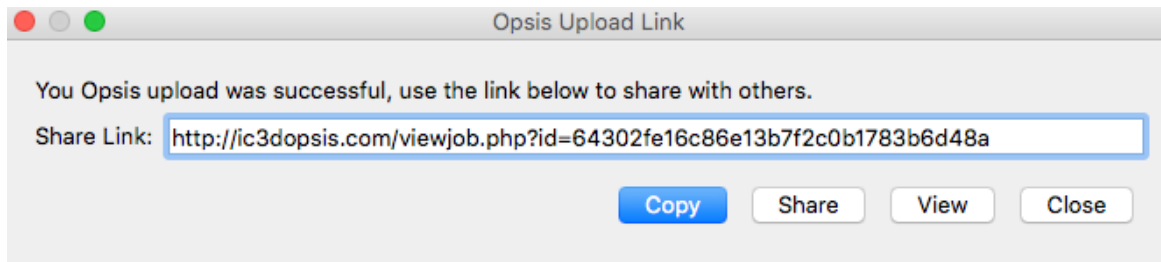 Opsis Upload Link
You Opsis upload was successful, use the link below to share with others.
Share Link: http://ic3dopsis.com/viewjob.php?id=64302fe16c86e13b7f2c0b1783b6d48a
Copy Share View Close